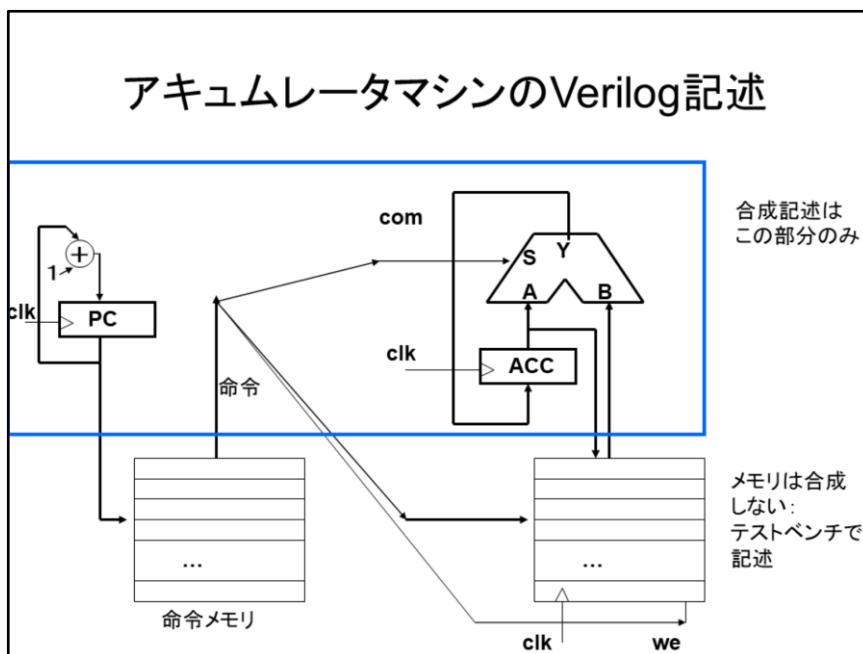 アキュムレータマシンのVerilog記述
合成記述は
この部分のみ
com
S
Y
A
B
+
1
clk
PC
clk
ACC
命令
メモリは合成
しない：
テストベンチで
記述
...
...
命令メモリ
clk
we